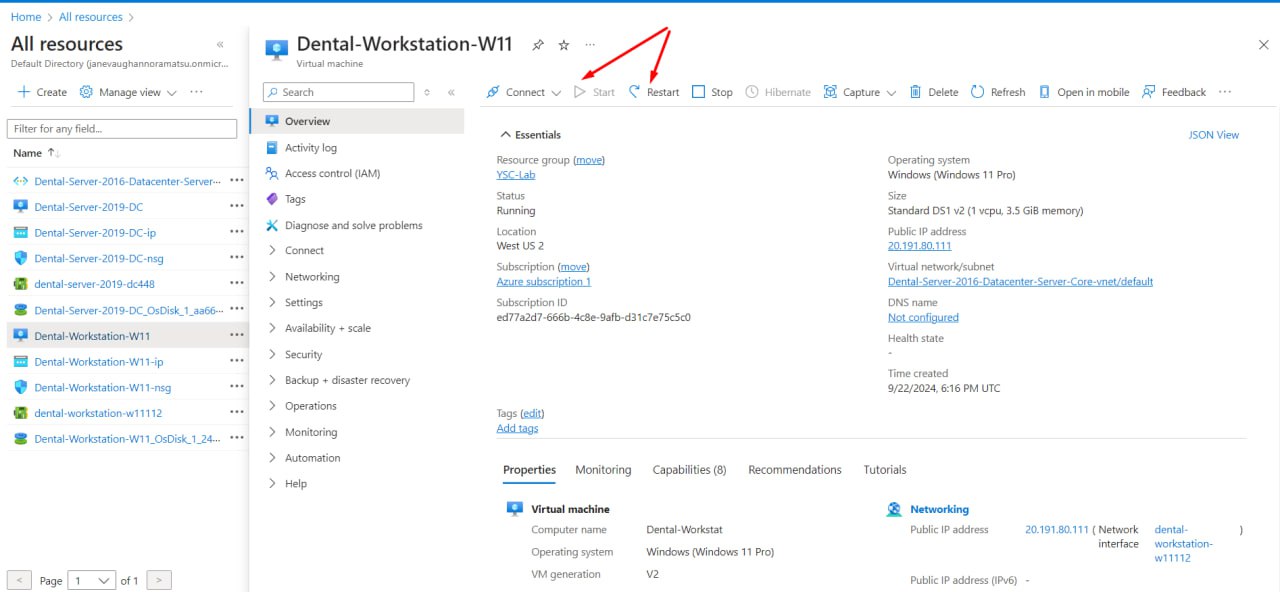 Home > All resources >
All resources «
Default Directory (janevaughannoramatsu.onmicr...
+ Create Manage view ...
Filter for any field...
Name ↑↓
Dental-Server-2016-Datacenter-Server-... ...
Dental-Server-2019-DC ...
Dental-Server-2019-DC-ip ...
Dental-Server-2019-DC-nsg ...
dental-server-2019-dc448 ...
Dental-Server-2019-DC_OsDisk_1_aa66... ...
Dental-Workstation-W11 ...
Dental-Workstation-W11-ip ...
Dental-Workstation-W11-nsg ...
dental-workstation-w11112 ...
Dental-Workstation-W11_OsDisk_1_24... ...
< Page 1 of 1 >
Dental-Workstation-W11 ...
Virtual machine
Search «
Overview
Activity log
Access control (IAM)
Tags
Diagnose and solve problems
Connect
Networking
Settings
Availability + scale
Security
Backup + disaster recovery
Operations
Monitoring
Automation
Help
Connect Start Restart Stop Hibernate Capture Delete Refresh Open in mobile Feedback ...
Essentials JSON View
Resource group (move)
YSC-Lab
Status
Running
Location
West US 2
Subscription (move)
Azure subscription 1
Subscription ID
ed77a2d7-666b-4c8e-9afb-d31c7e75c5c0
Operating system
Windows (Windows 11 Pro)
Size
Standard DS1 v2 (1 vcpu, 3.5 GiB memory)
Public IP address
20.191.80.111
Virtual network/subnet
Dental-Server-2016-Datacenter-Server-Core-vnet/default
DNS name
Not configured
Health state
-
Time created
9/22/2024, 6:16 PM UTC
Tags (edit)
Add tags
Properties Monitoring Capabilities (8) Recommendations Tutorials
Virtual machine
Computer name Dental-Workstat
Operating system Windows (Windows 11 Pro)
VM generation V2
Networking
Public IP address 20.191.80.111 ( Network interface dental-workstation-w11112 )
Public IP address (IPv6) -